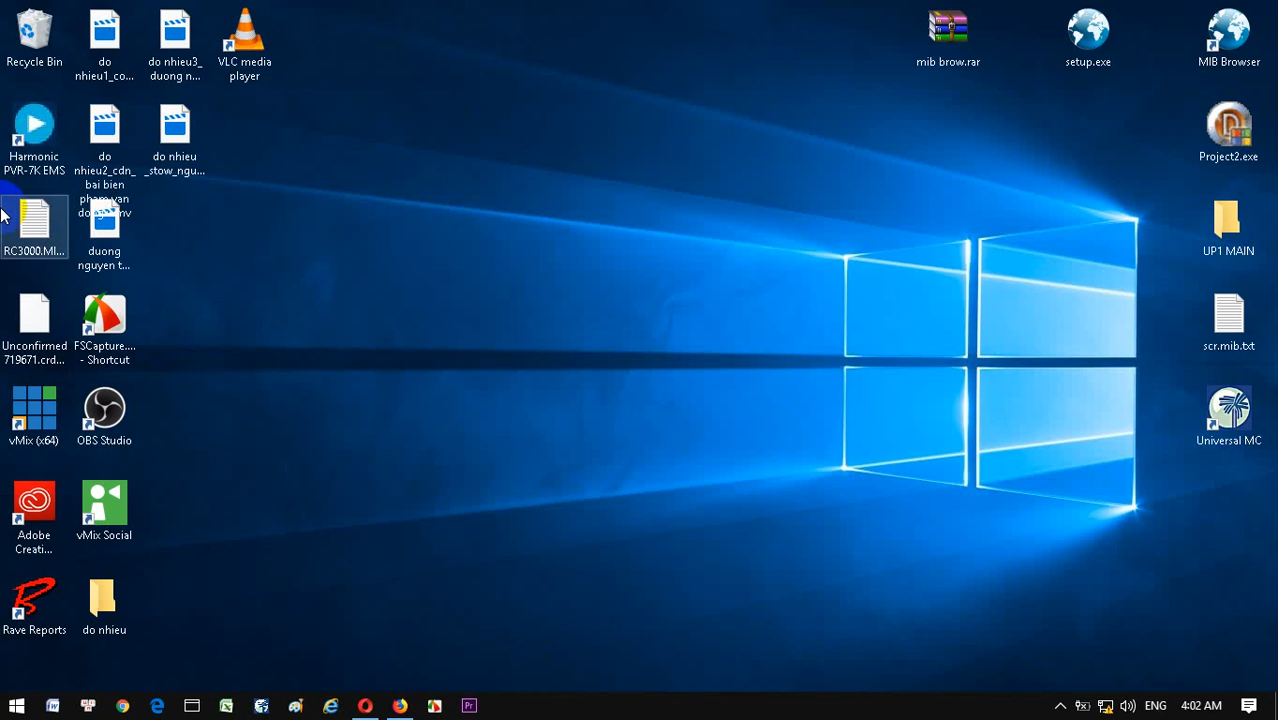 Recycle Bin
do
nhieu1_co...
do nhieu3_
duong n...
VLC media
player
mib brow.rar
setup.exe
MIB Browser
Harmonic
PVR-7K EMS
do
nhieu2_cdn_
bai bien
pham van
do nhieu
_stow_ngu...
Project2.exe
RC3000.MI...
duong
nguyen t...
UP1 MAIN
Unconfirmed
719671.crd...
FSCapture....
- Shortcut
scr.mib.txt
vMix (x64)
OBS Studio
Universal MC
Adobe
Creati...
vMix Social
Rave Reports
do nhieu
ENG
4:02 AM